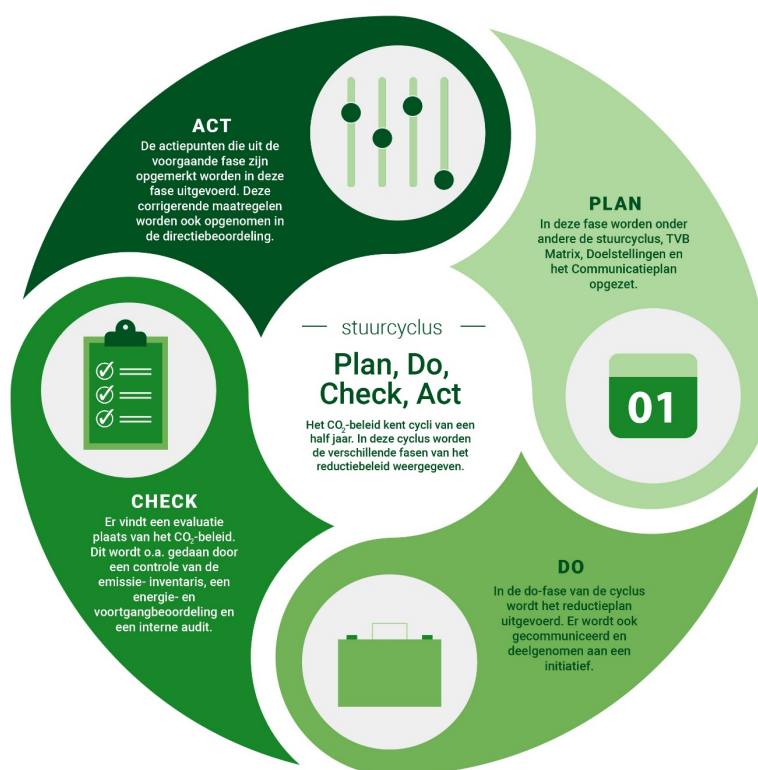 ACT
De actiepunten die uit de
voorgaande fase zijn
opgemerkt worden in deze
fase uitgevoerd. Deze
corrigerende maatregelen
worden ook opgenomen in
de directiebeoordeling.
PLAN
In deze fase worden onder
andere de stuurcyclus, TVB
Matrix, Doelstellingen en
het Communicatieplan
opgezet.
01
stuurcyclus
Plan, Do,
Check, Act
Het CO₂-beleid kent cycli van een
half jaar. In deze cyclus worden
de verschillende fasen van het
reductiebeleid weergegeven.
CHECK
Er vindt een evaluatie
plaats van het CO₂-beleid.
Dit wordt o.a. gedaan door
een controle van de
emissie- inventaris, een
energie- en
voortgangbeoordeling en
een interne audit.
DO
In de do-fase van de cyclus
wordt het reductieplan
uitgevoerd. Er wordt ook
gecommuniceerd en
deelgenomen aan een
initiatief.